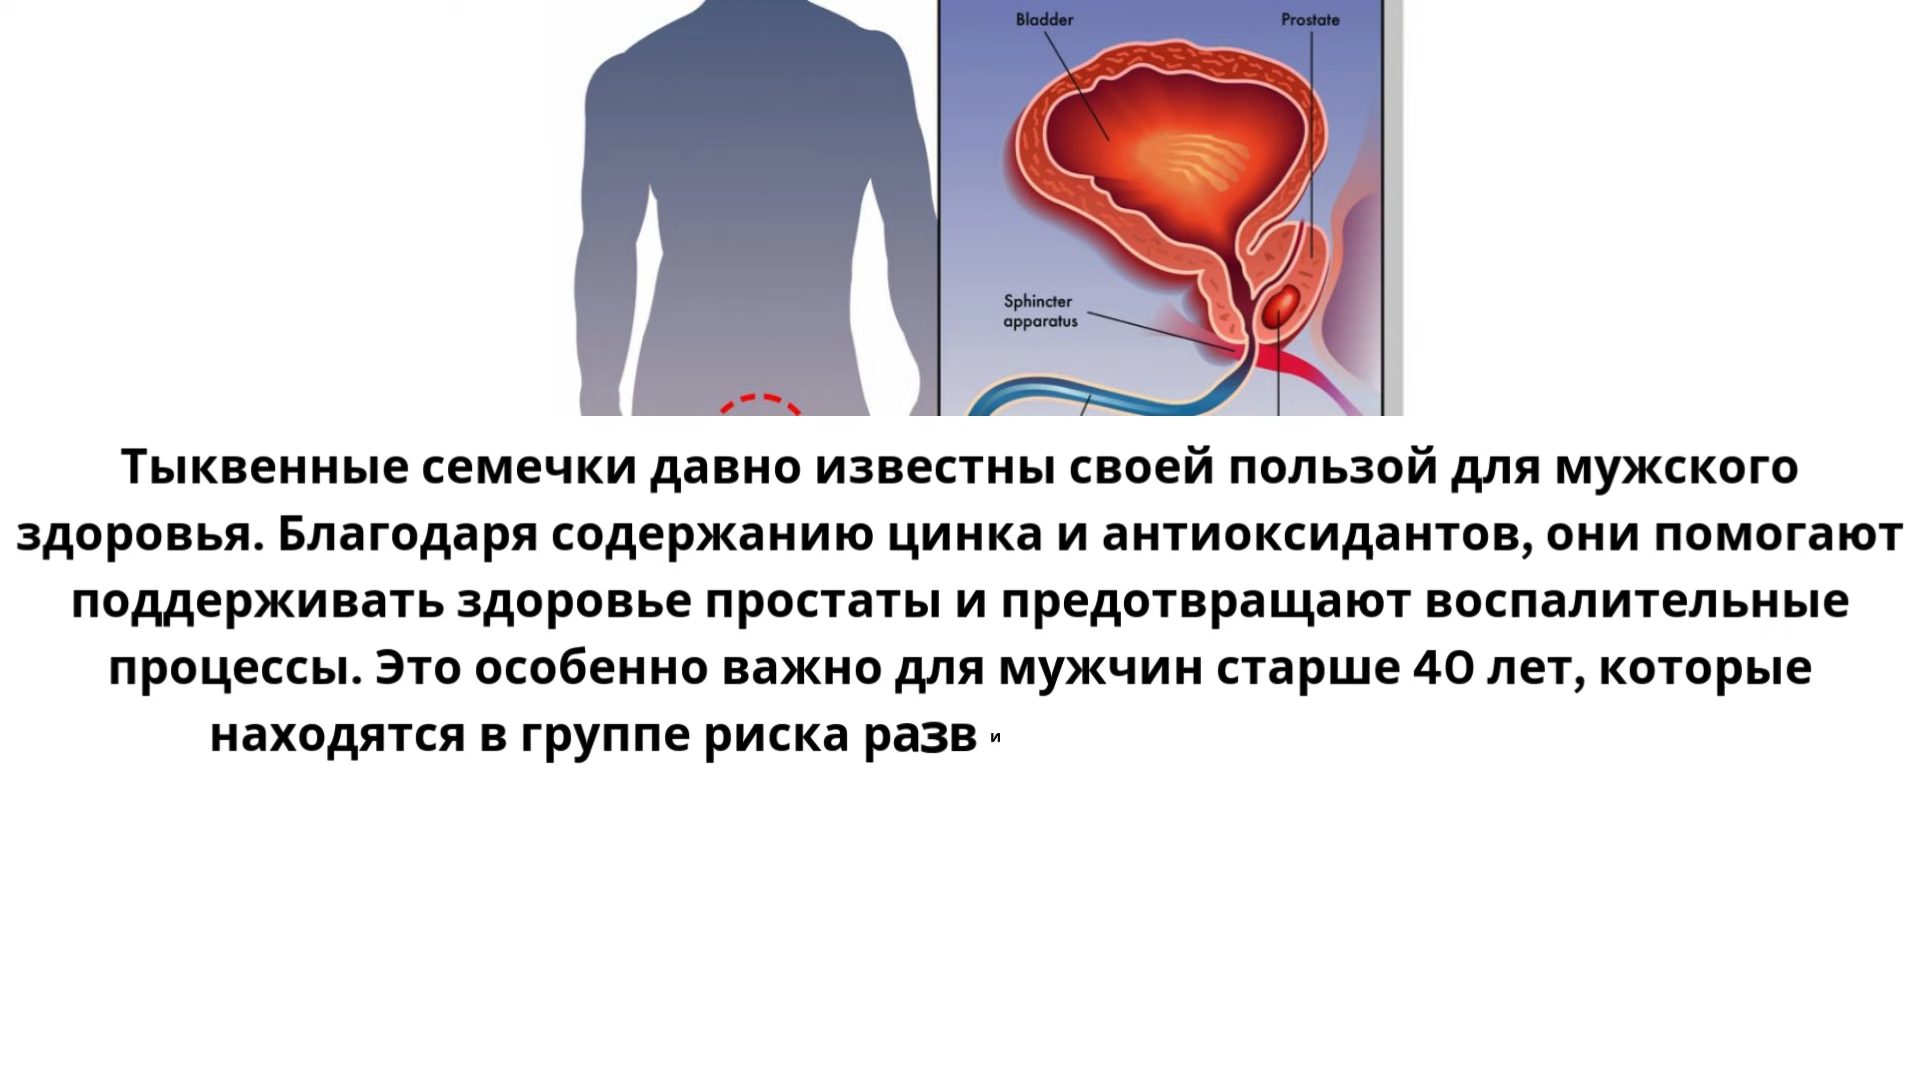 Bladder
Prostate
Sphincter
apparatus
Тыквенные семечки давно известны своей пользой для мужского
здоровья. Благодаря содержанию цинка и антиоксидантов, они помогают
поддерживать здоровье простаты и предотвращают воспалительные
процессы. Это особенно важно для мужчин старше 40 лет, которые
находятся в группе риска разви